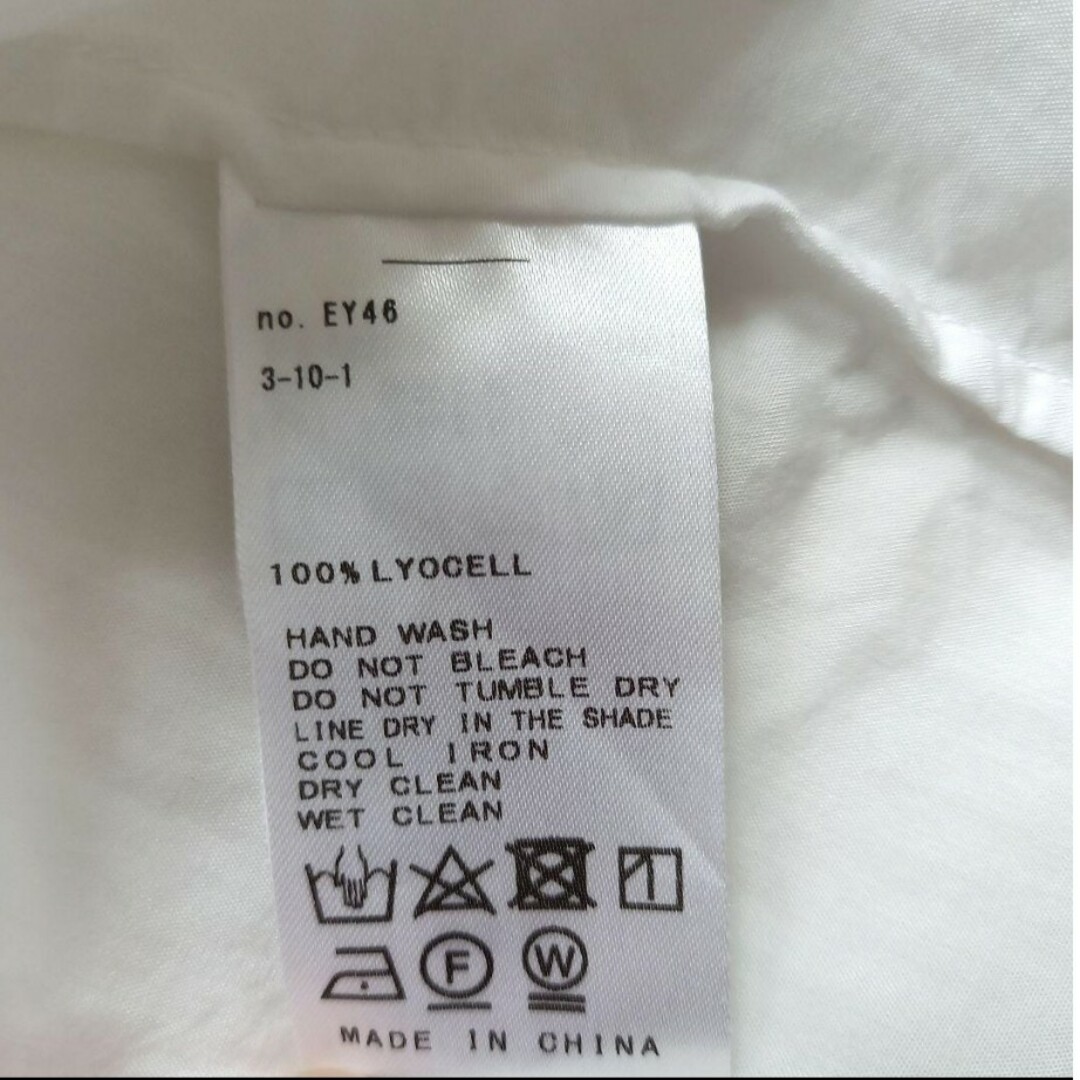 no. EY46
3-10-1
100% LYOCELL
HAND WASH
DO NOT BLEACH
DO NOT TUMBLE DRY
LINE DRY IN THE SHADE
COOL IRON
DRY CLEAN
WET CLEAN
F W
MADE IN CHINA